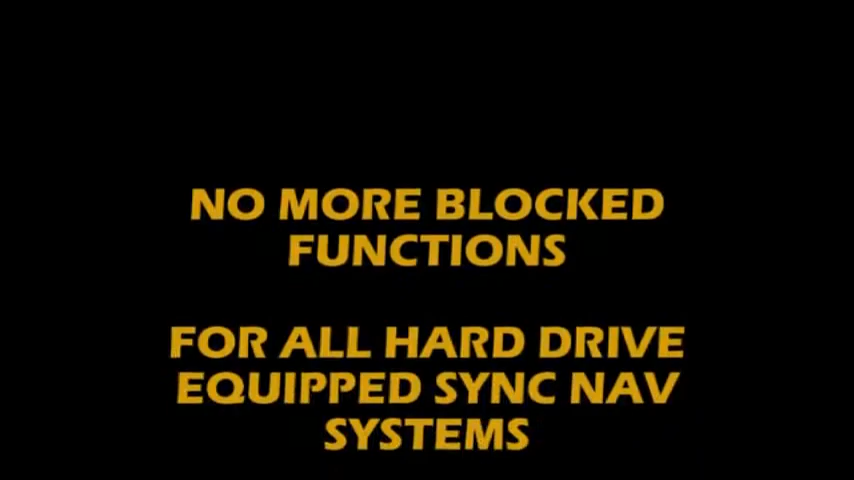 NO MORE BLOCKED
FUNCTIONS
FOR ALL HARD DRIVE
EQUIPPED SYNC NAV
SYSTEMS